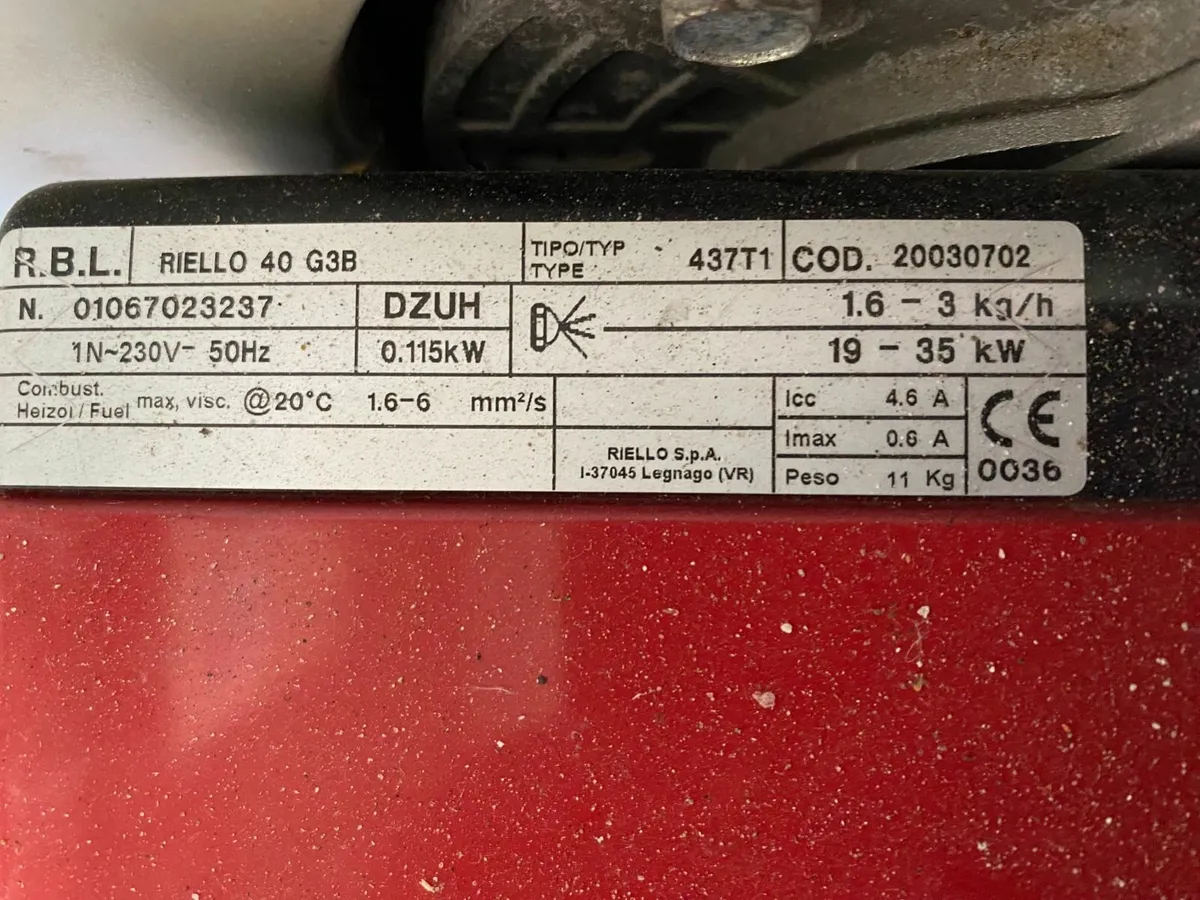 R.B.L. RIELLO 40 G3B TIPO/TYP TYPE 437T1 COD. 20030702
N. 01067023237 DZUH 1.6 – 3 kg/h
1N~230V– 50Hz 0.115kW 19 – 35 kW
Combust. Heizöl / Fuel max, visc. @20°C 1.6–6 mm²/s
Icc 4.6 A
Imax 0.6 A
Peso 11 Kg
RIELLO S.p.A.
I-37045 Legnago (VR)
CE
0036